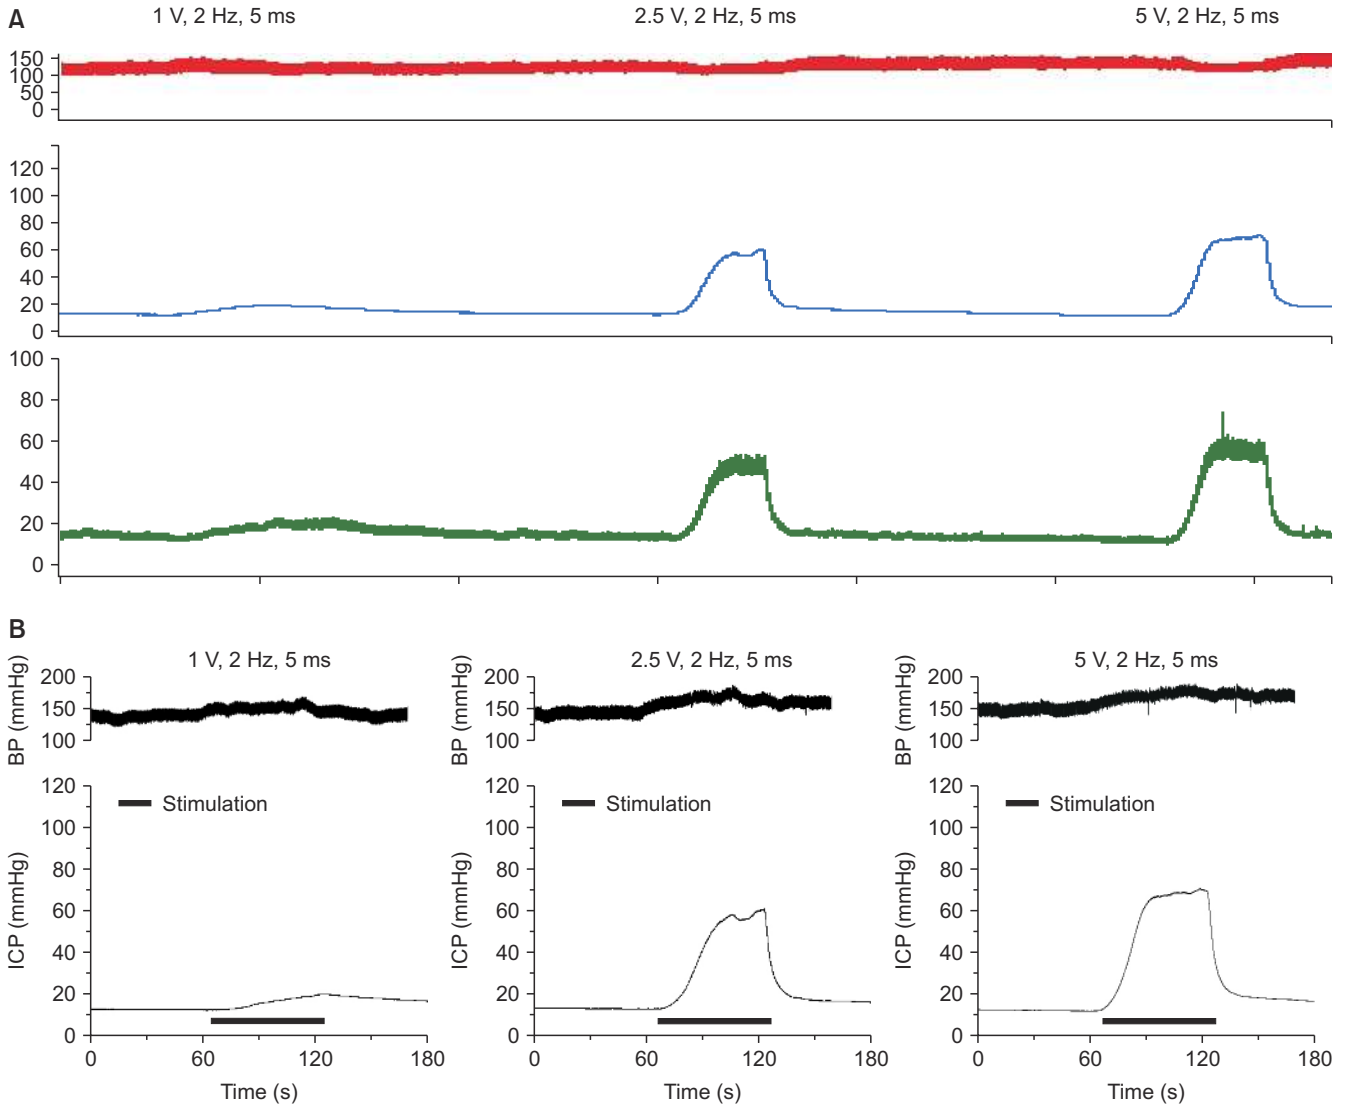 A
1 V, 2 Hz, 5 ms 2.5 V, 2 Hz, 5 ms 5 V, 2 Hz, 5 ms
150
100
50
0
120
100
80
60
40
20
0
100
80
60
40
20
0
B
1 V, 2 Hz, 5 ms 2.5 V, 2 Hz, 5 ms 5 V, 2 Hz, 5 ms
BP (mmHg) BP (mmHg) BP (mmHg)
200 200 200
150 150 150
100 100 100
ICP (mmHg) ICP (mmHg) ICP (mmHg)
120 120 120
Stimulation Stimulation Stimulation
100 100 100
80 80 80
60 60 60
40 40 40
20 20 20
0 0 0
0 60 120 180 0 60 120 180 0 60 120 180
Time (s) Time (s) Time (s)